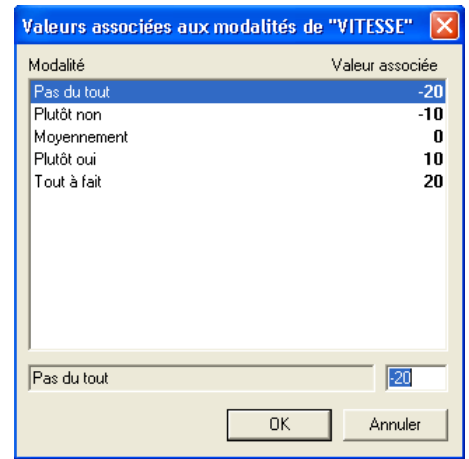 Valeurs associées aux modalités de "VITESSE"
Modalité Valeur associée
Pas du tout -20
Plutôt non -10
Moyennement 0
Plutôt oui 10
Tout à fait 20
Pas du tout -20
OK Annuler